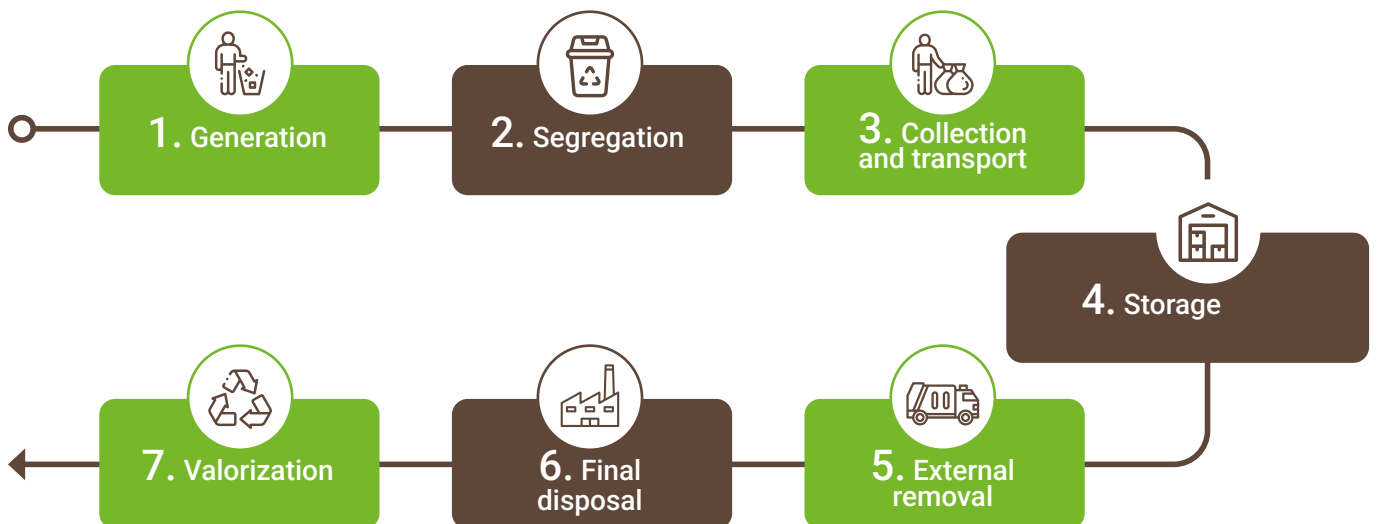 1. Generation
2. Segregation
3. Collection
and transport
4. Storage
5. External
removal
6. Final
disposal
7. Valorization